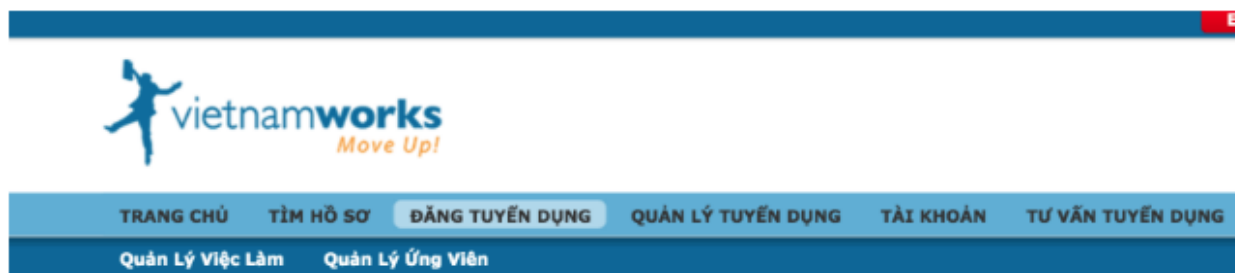 vietnamworks
Move Up!
TRANG CHỦ TÌM HỒ SƠ ĐĂNG TUYỂN DỤNG QUẢN LÝ TUYỂN DỤNG TÀI KHOẢN TƯ VẤN TUYỂN DỤNG
Quản Lý Việc Làm Quản Lý Ứng Viên